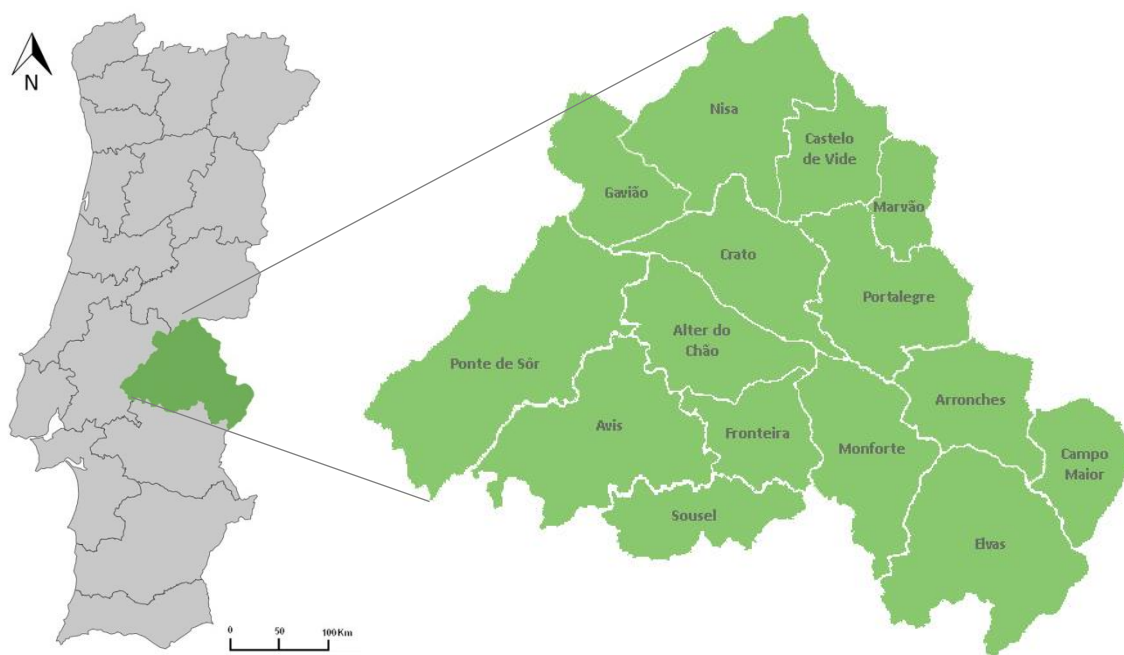 N
Nisa
Castelo
de Vide
Gavião
Marvão
Crato
Portalegre
Alter do
Chão
Ponte de Sôr
Arronches
Avis
Fronteira
Monforte
Campo
Maior
Sousel
Elvas
0 50 100Km